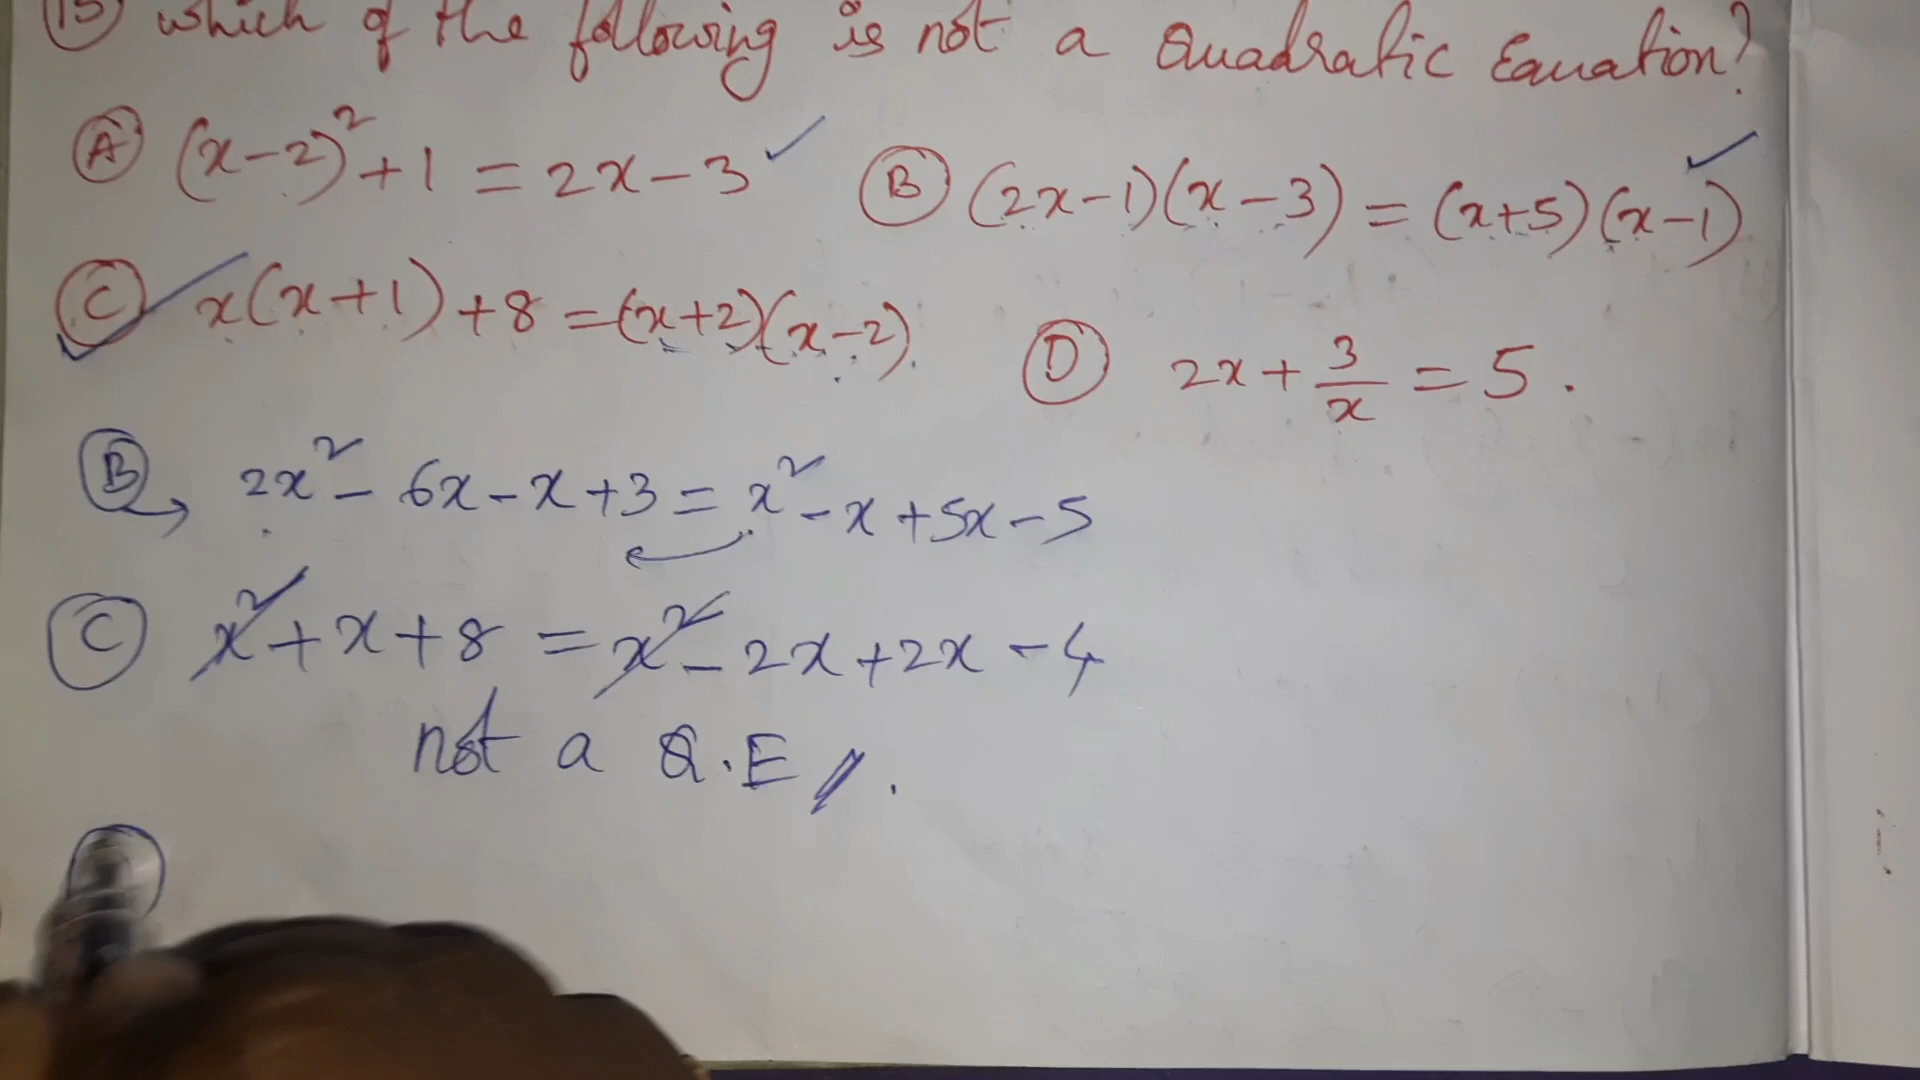 15 which of the following is not a Quadratic Equation?
A (x-2)²+1 = 2x-3 ✓ B (2x-1)(x-3) = (x+5)(x-1) ✓
C ✓ x(x+1)+8 = (x+2)(x-2). D 2x + 3/x = 5.
B → 2x² - 6x - x + 3 = x² - x + 5x - 5
C x² + x + 8 = x² - 2x + 2x - 4
not a Q.E //.